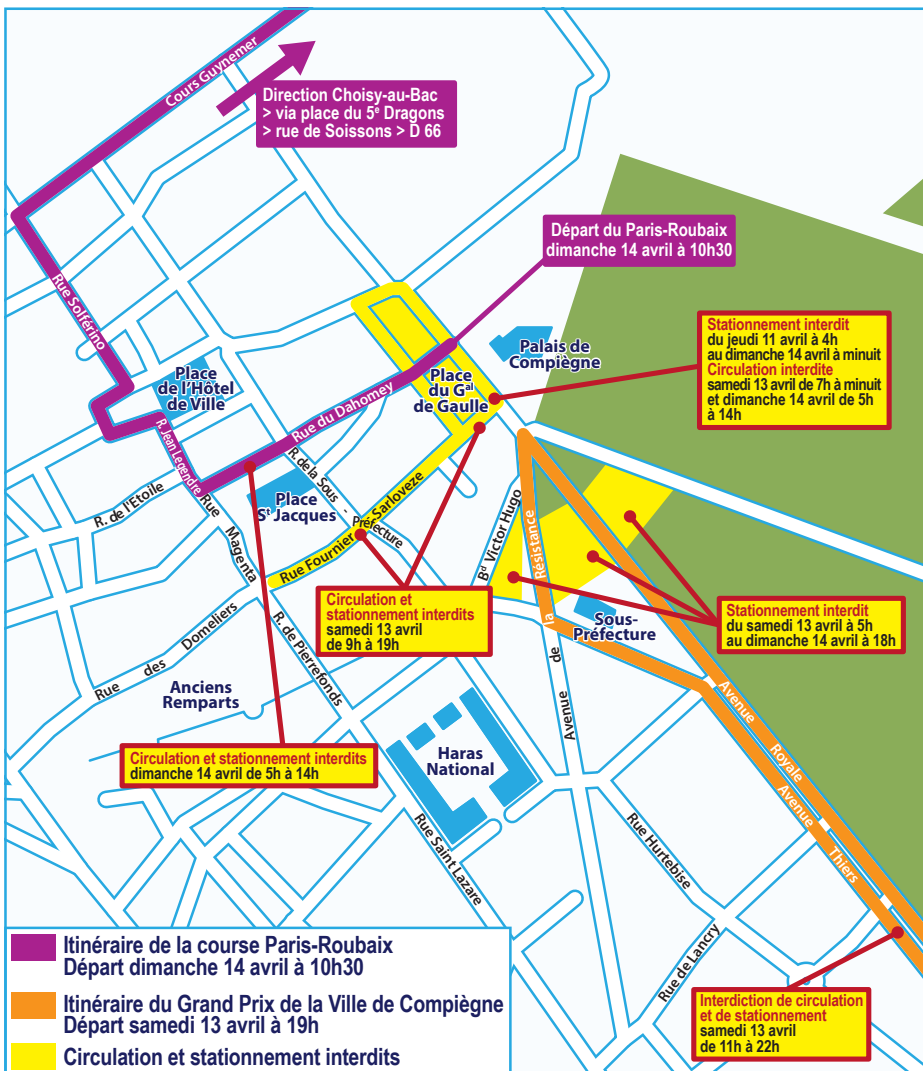 Cours Guynemer
Direction Choisy-au-Bac
> via place du 5e Dragons
> rue de Soissons > D 66
Départ du Paris-Roubaix
dimanche 14 avril à 10h30
Rue Solférino
Stationnement interdit
du jeudi 11 avril à 4h
au dimanche 14 avril à minuit
Circulation interdite
samedi 13 avril de 7h à minuit
et dimanche 14 avril de 5h
à 14h
Palais de
Compiègne
Place
de l'Hôtel
de Ville
Place
du Gal
de Gaulle
Rue du Dahomey
R. Jean Legendre
R. de la Sous - Préfecture
R. de l'Etoile
Place
St Jacques
Rue Magenta
Rue Fournier Sarloveze
Bd Victor Hugo
Avenue de la Résistance
Circulation et
stationnement interdits
samedi 13 avril
de 9h à 19h
Sous-
Préfecture
Stationnement interdit
du samedi 13 avril à 5h
au dimanche 14 avril à 18h
Rue des Domeliers
R. de Pierrefonds
Anciens
Remparts
Avenue Royale
Avenue Thiers
Circulation et stationnement interdits
dimanche 14 avril de 5h à 14h
Haras
National
Rue Saint Lazare
Rue Hurtebise
Rue de Lancry
Interdiction de circulation
et de stationnement
samedi 13 avril
de 11h à 22h
Itinéraire de la course Paris-Roubaix
Départ dimanche 14 avril à 10h30
Itinéraire du Grand Prix de la Ville de Compiègne
Départ samedi 13 avril à 19h
Circulation et stationnement interdits